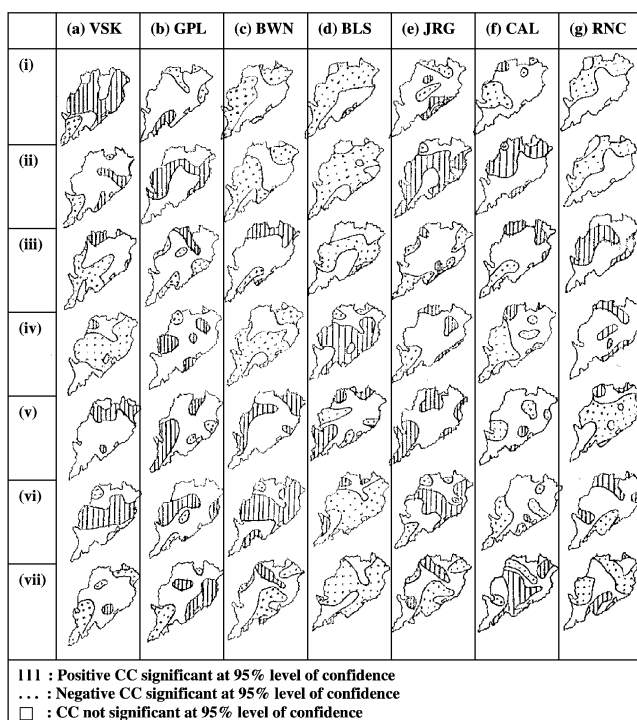 (a) VSK (b) GPL (c) BWN (d) BLS (e) JRG (f) CAL (g) RNC
(i)
(ii)
(iii)
(iv)
(v)
(vi)
(vii)
ııı : Positive CC significant at 95% level of confidence
... : Negative CC significant at 95% level of confidence
□ : CC not significant at 95% level of confidence